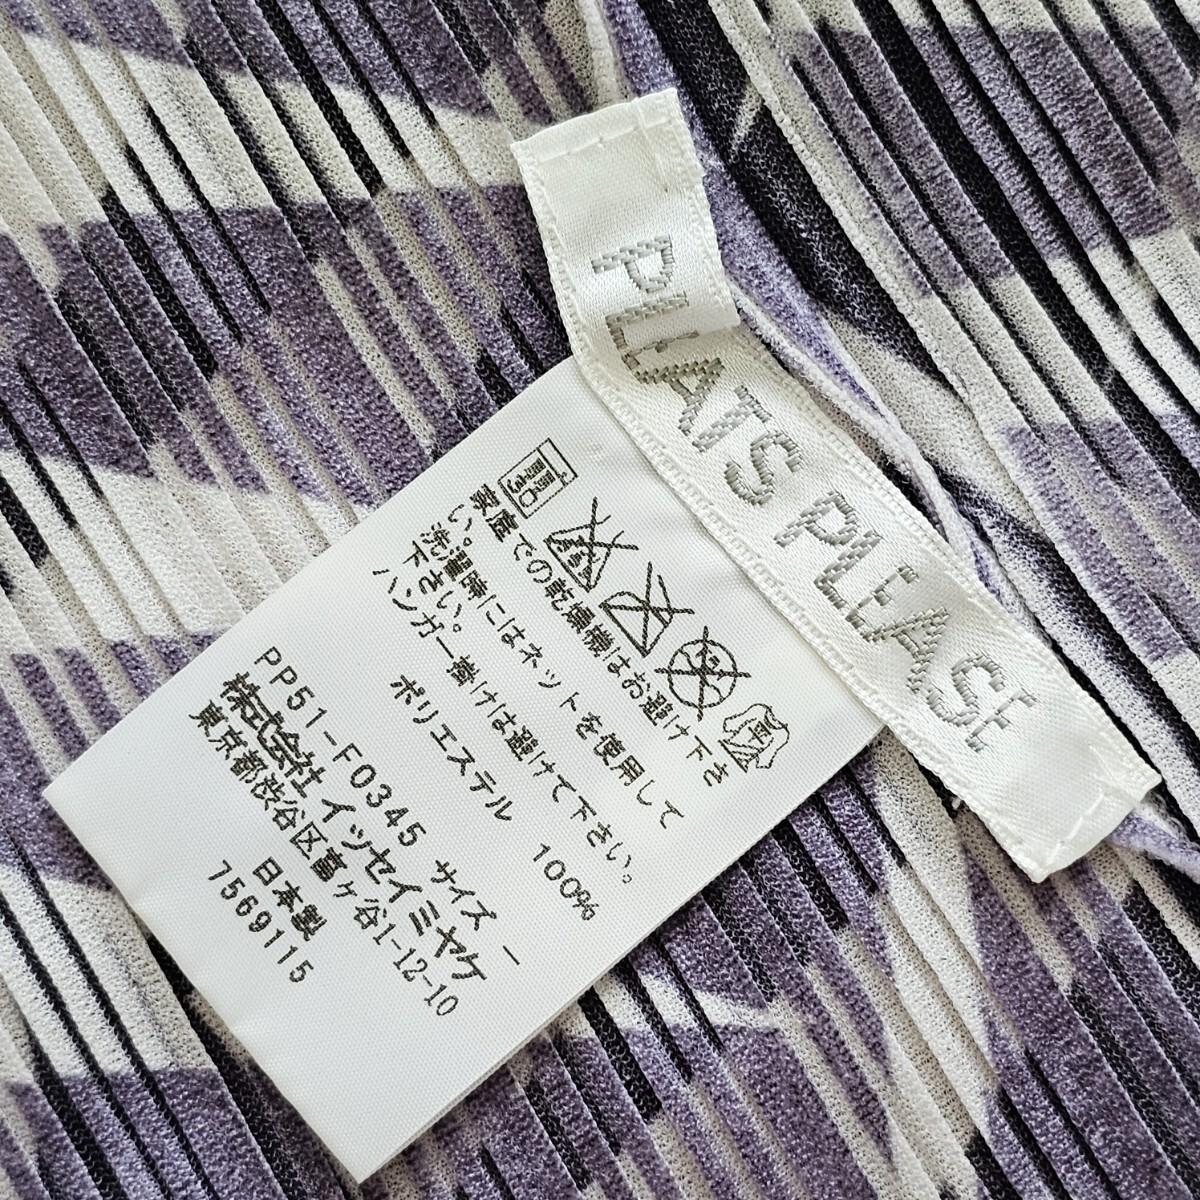 PLEATS PLEASE
家庭での乾燥機はお避け下さ
い。洗濯時にはネットを使用して
下さい。
ハンガー掛けは避けて下さい。
ポリエステル 100%
PP51-F0345 サイズ —
株式会社 イッセイミヤケ
東京都渋谷区富ヶ谷1-12-10
日本製
7569115